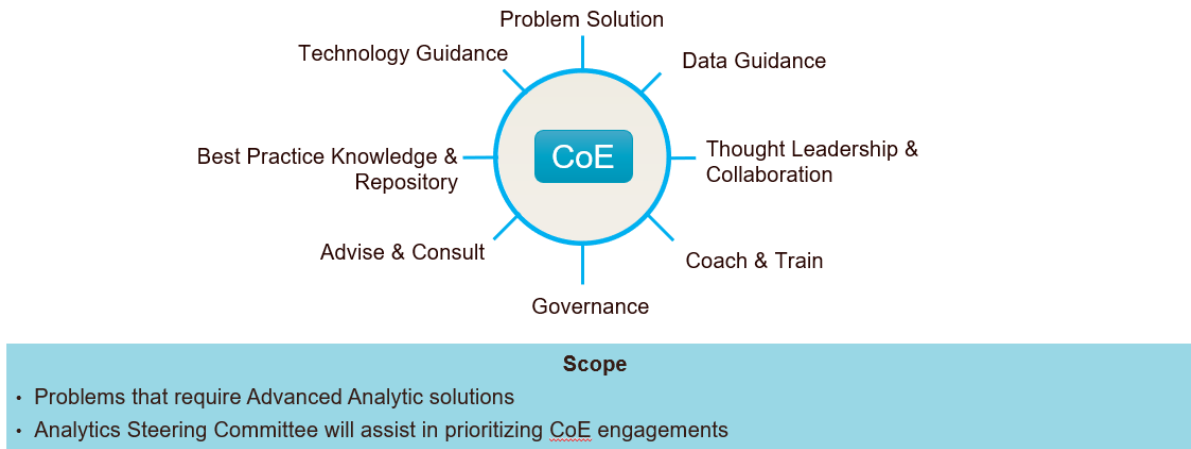 Problem Solution
Technology Guidance
Data Guidance
CoE
Best Practice Knowledge &
Repository
Thought Leadership &
Collaboration
Advise & Consult
Coach & Train
Governance
Scope
• Problems that require Advanced Analytic solutions
• Analytics Steering Committee will assist in prioritizing CoE engagements